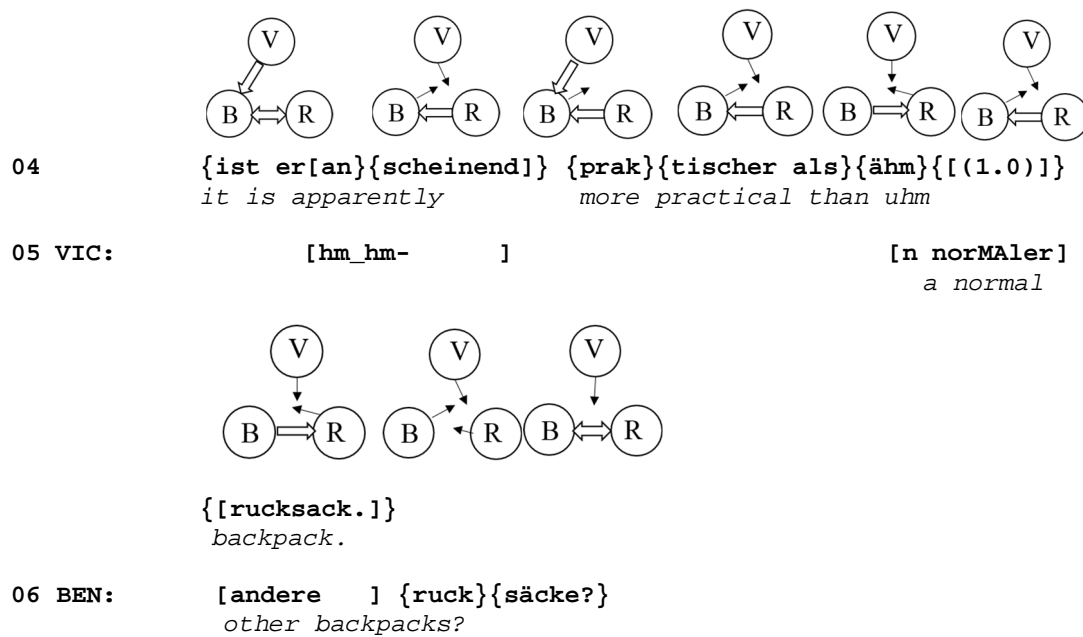 V V V V V V
B R B R B R B R B R B R
04 {ist er[an}{scheinend]} {prak}{tischer als}{ähm}{[(1.0)]}
it is apparently more practical than uhm
05 VIC: [hm_hm- ] [n norMAler]
a normal
V V V
B R B R B R
{[rucksack.]}
backpack.
06 BEN: [andere ] {ruck}{säcke?}
other backpacks?